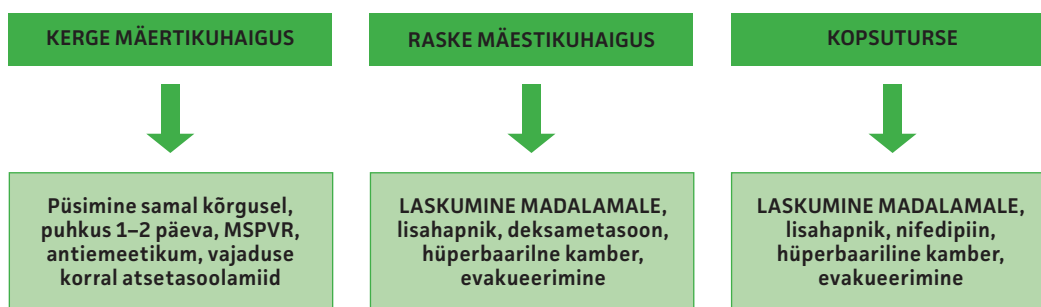 KERGE MÄERTIKUHAIGUS
RASKE MÄESTIKUHAIGUS
KOPSUTURSE
Püsimine samal kõrgusel,
puhkus 1–2 päeva, MSPVR,
antiemeetikum, vajaduse
korral atsetasoolamiid
LASKUMINE MADALAMALE,
lisahapnik, deksametasoon,
hüperbaarilne kamber,
evakueerimine
LASKUMINE MADALAMALE,
lisahapnik, nifedipiin,
hüperbaariline kamber,
evakueerimine